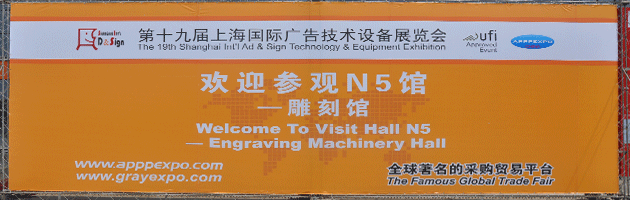 D&Sign
第十九届上海国际广告技术设备展览会
The 19th Shanghai Int'l Ad & Sign Technology & Equipment Exhibition
ufi
Approved
Event
APPPEXPO
欢迎参观N5馆
—雕刻馆
Welcome To Visit Hall N5
— Engraving Machinery Hall
www.apppexpo.com
www.grayexpo.com
全球著名的采购贸易平台
The Famous Global Trade Fair